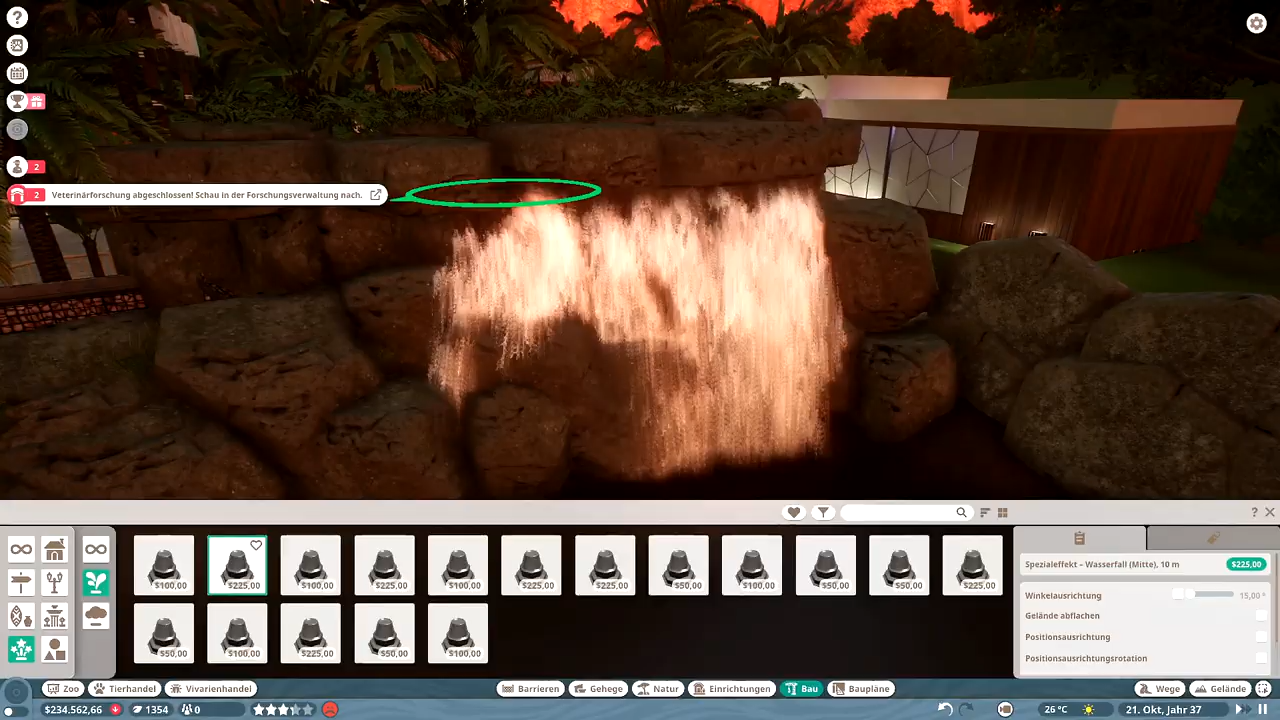 ?
2
2 Veterinärforschung abgeschlossen! Schau in der Forschungsverwaltung nach.
? ×
$100,00 $225,00 $100,00 $225,00 $100,00 $225,00 $225,00 $50,00 $100,00 $50,00 $50,00 $225,00
$50,00 $100,00 $225,00 $50,00 $100,00
Spezialeffekt – Wasserfall (Mitte), 10 m $225,00
Winkelausrichtung 15,00 °
Gelände abflachen
Positionsausrichtung
Positionsausrichtungsrotation
Zoo Tierhandel Vivarienhandel Barrieren Gehege Natur Einrichtungen Bau Baupläne Wege Gelände
$234.562,66 1354 0 26 °C 21. Okt, Jahr 37